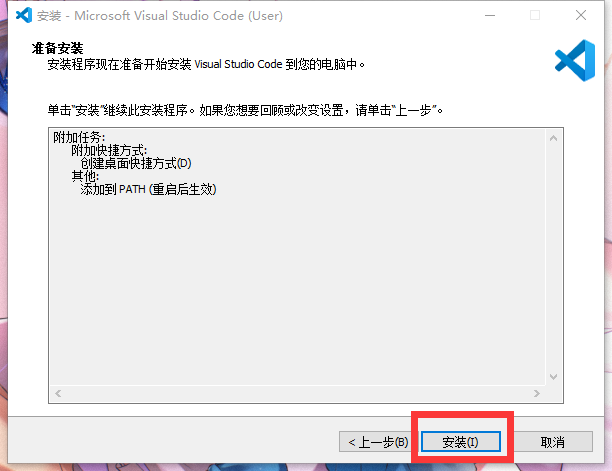 安装 - Microsoft Visual Studio Code (User)
准备安装
安装程序现在准备开始安装 Visual Studio Code 到您的电脑中。
单击“安装”继续此安装程序。如果您想要回顾或改变设置，请单击“上一步”。
附加任务:
附加快捷方式:
创建桌面快捷方式(D)
其他:
添加到 PATH (重启后生效)
< 上一步(B) 安装(I) 取消